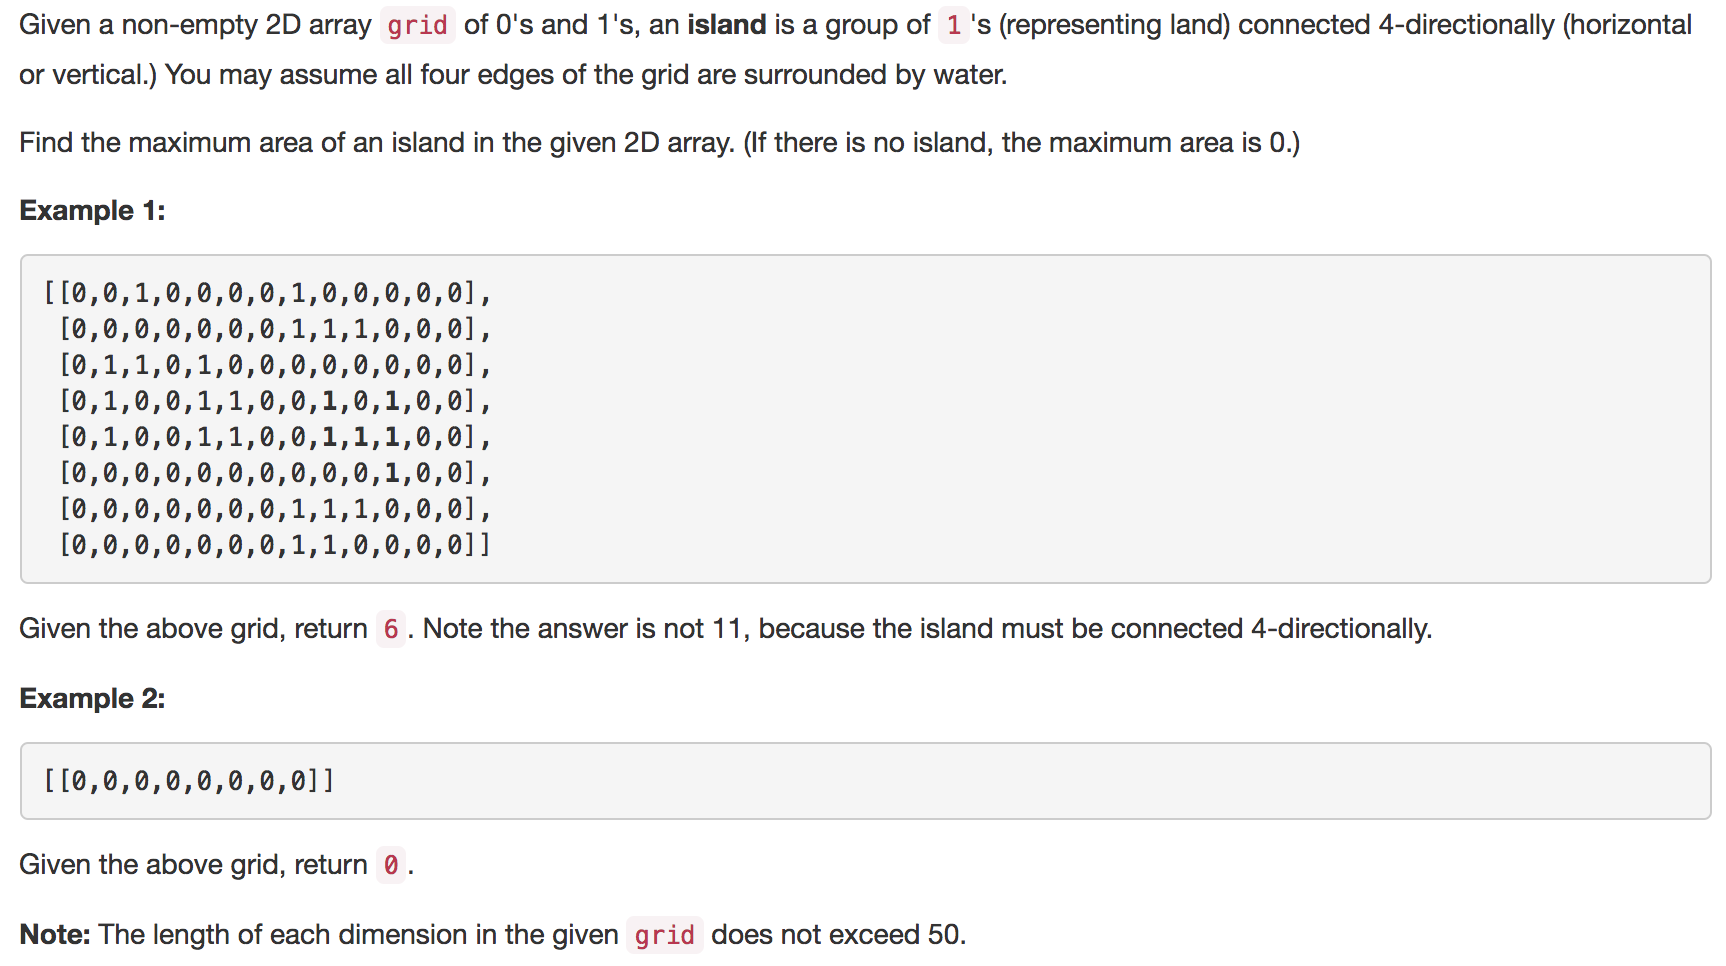 Given a non-empty 2D array grid of 0's and 1's, an island is a group of 1 's (representing land) connected 4-directionally (horizontal
or vertical.) You may assume all four edges of the grid are surrounded by water.
Find the maximum area of an island in the given 2D array. (If there is no island, the maximum area is 0.)
Example 1:
[[0,0,1,0,0,0,0,1,0,0,0,0,0],
[0,0,0,0,0,0,0,1,1,1,0,0,0],
[0,1,1,0,1,0,0,0,0,0,0,0,0],
[0,1,0,0,1,1,0,0,1,0,1,0,0],
[0,1,0,0,1,1,0,0,1,1,1,0,0],
[0,0,0,0,0,0,0,0,0,0,1,0,0],
[0,0,0,0,0,0,0,1,1,1,0,0,0],
[0,0,0,0,0,0,0,1,1,0,0,0,0]]
Given the above grid, return 6 . Note the answer is not 11, because the island must be connected 4-directionally.
Example 2:
[[0,0,0,0,0,0,0,0]]
Given the above grid, return 0 .
Note: The length of each dimension in the given grid does not exceed 50.